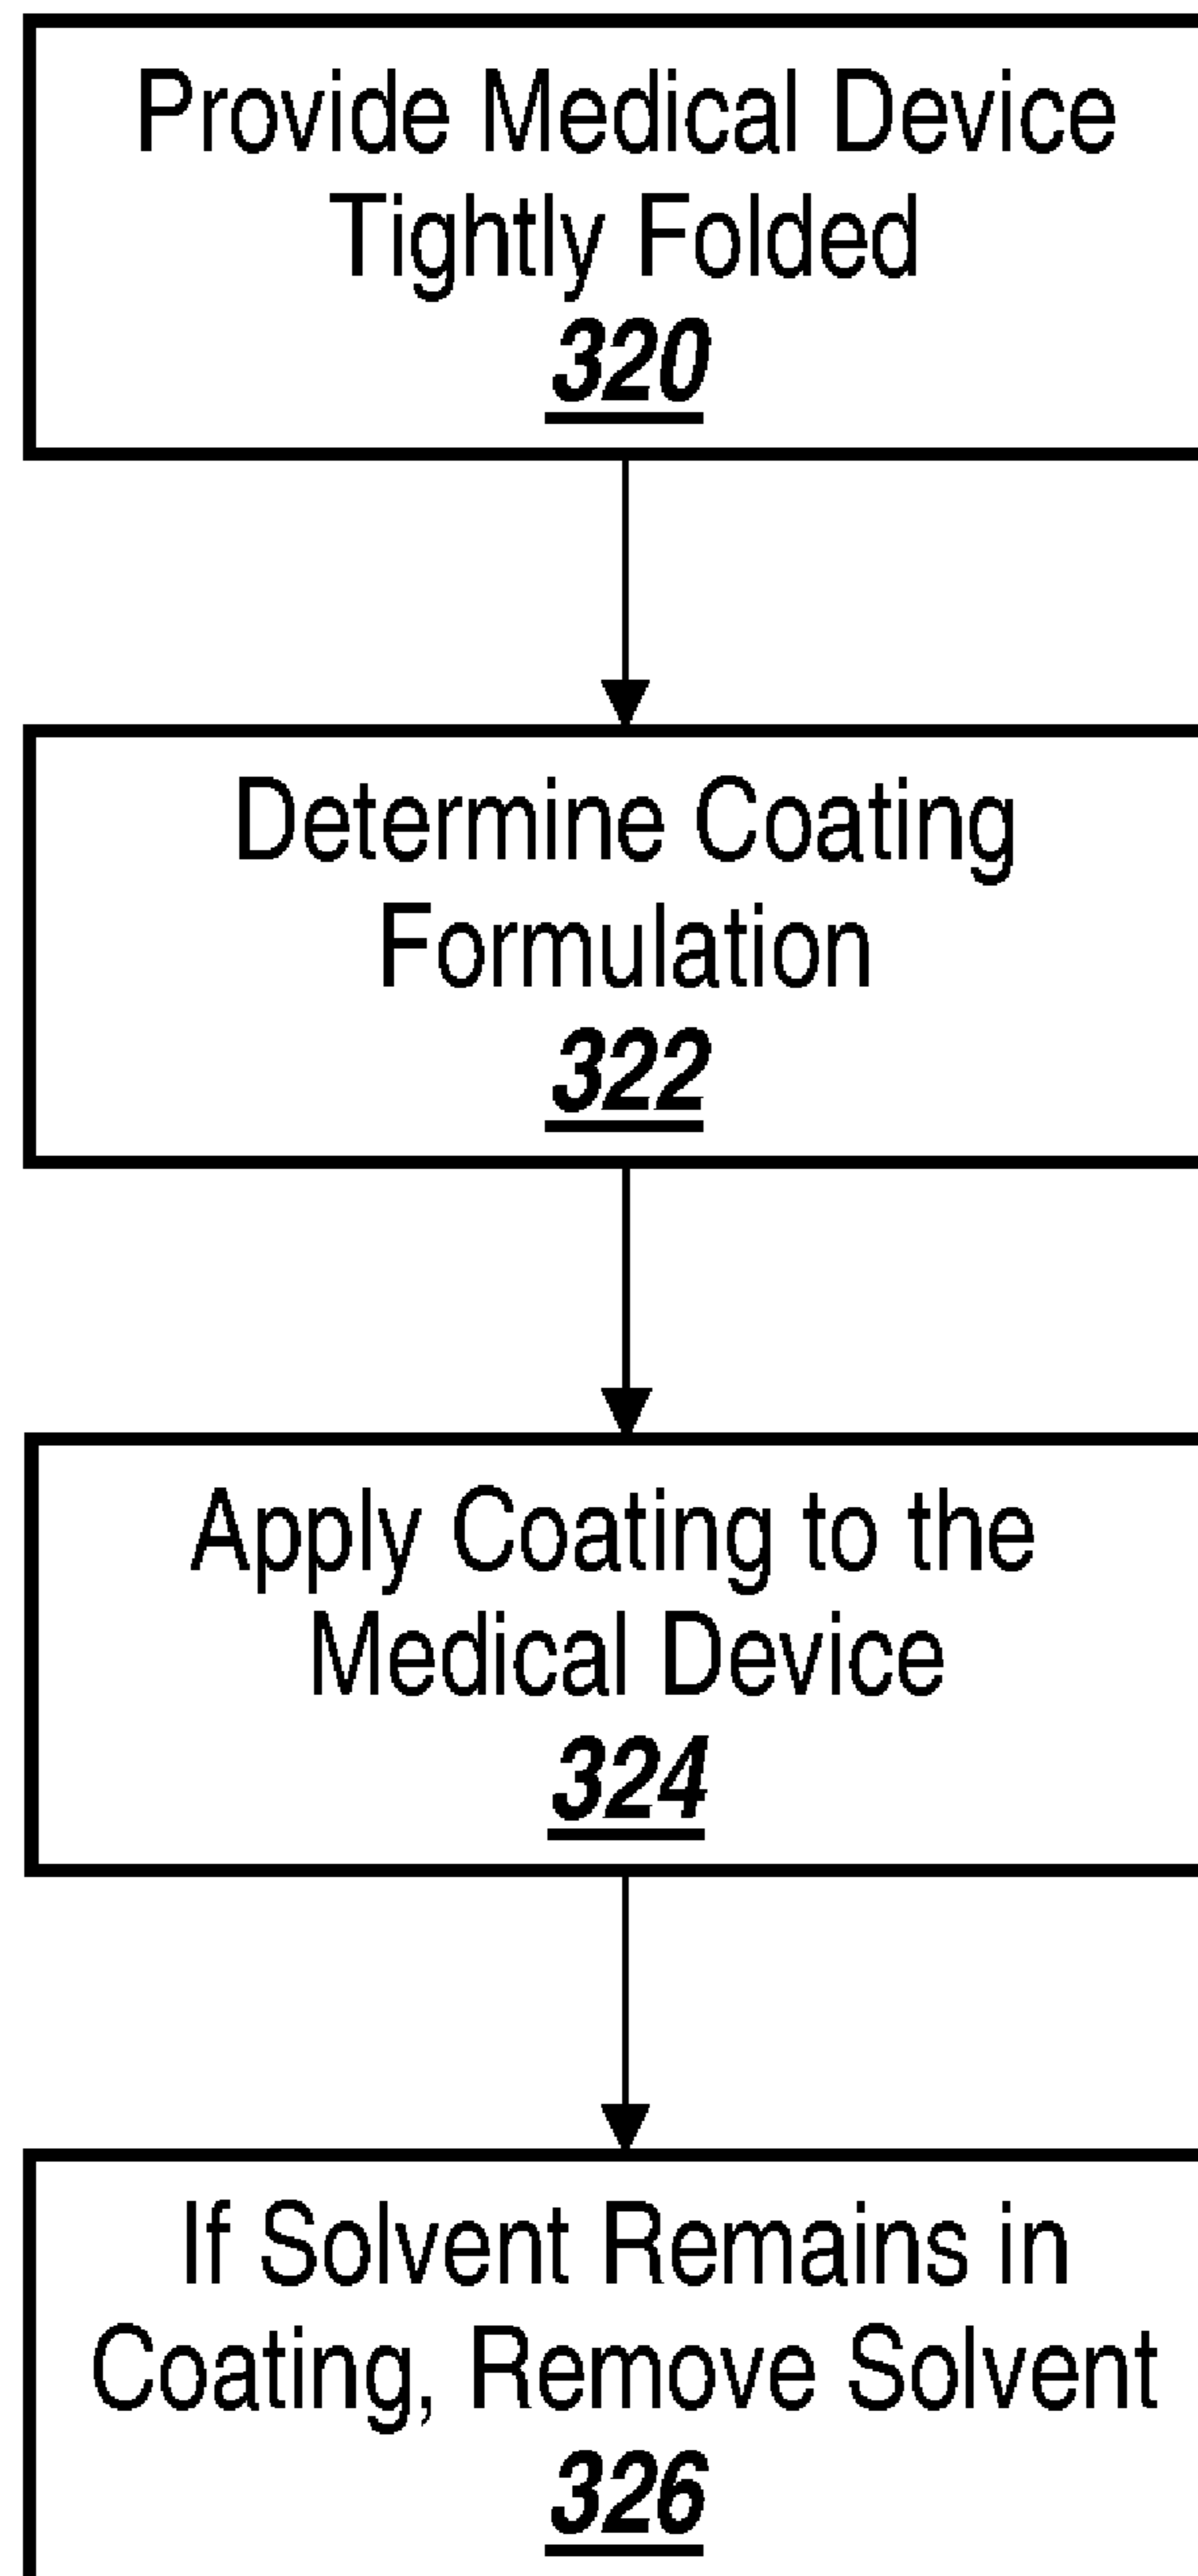 Provide Medical Device
Tightly Folded
320
Determine Coating
Formulation
322
Apply Coating to the
Medical Device
324
If Solvent Remains in
Coating, Remove Solvent
326